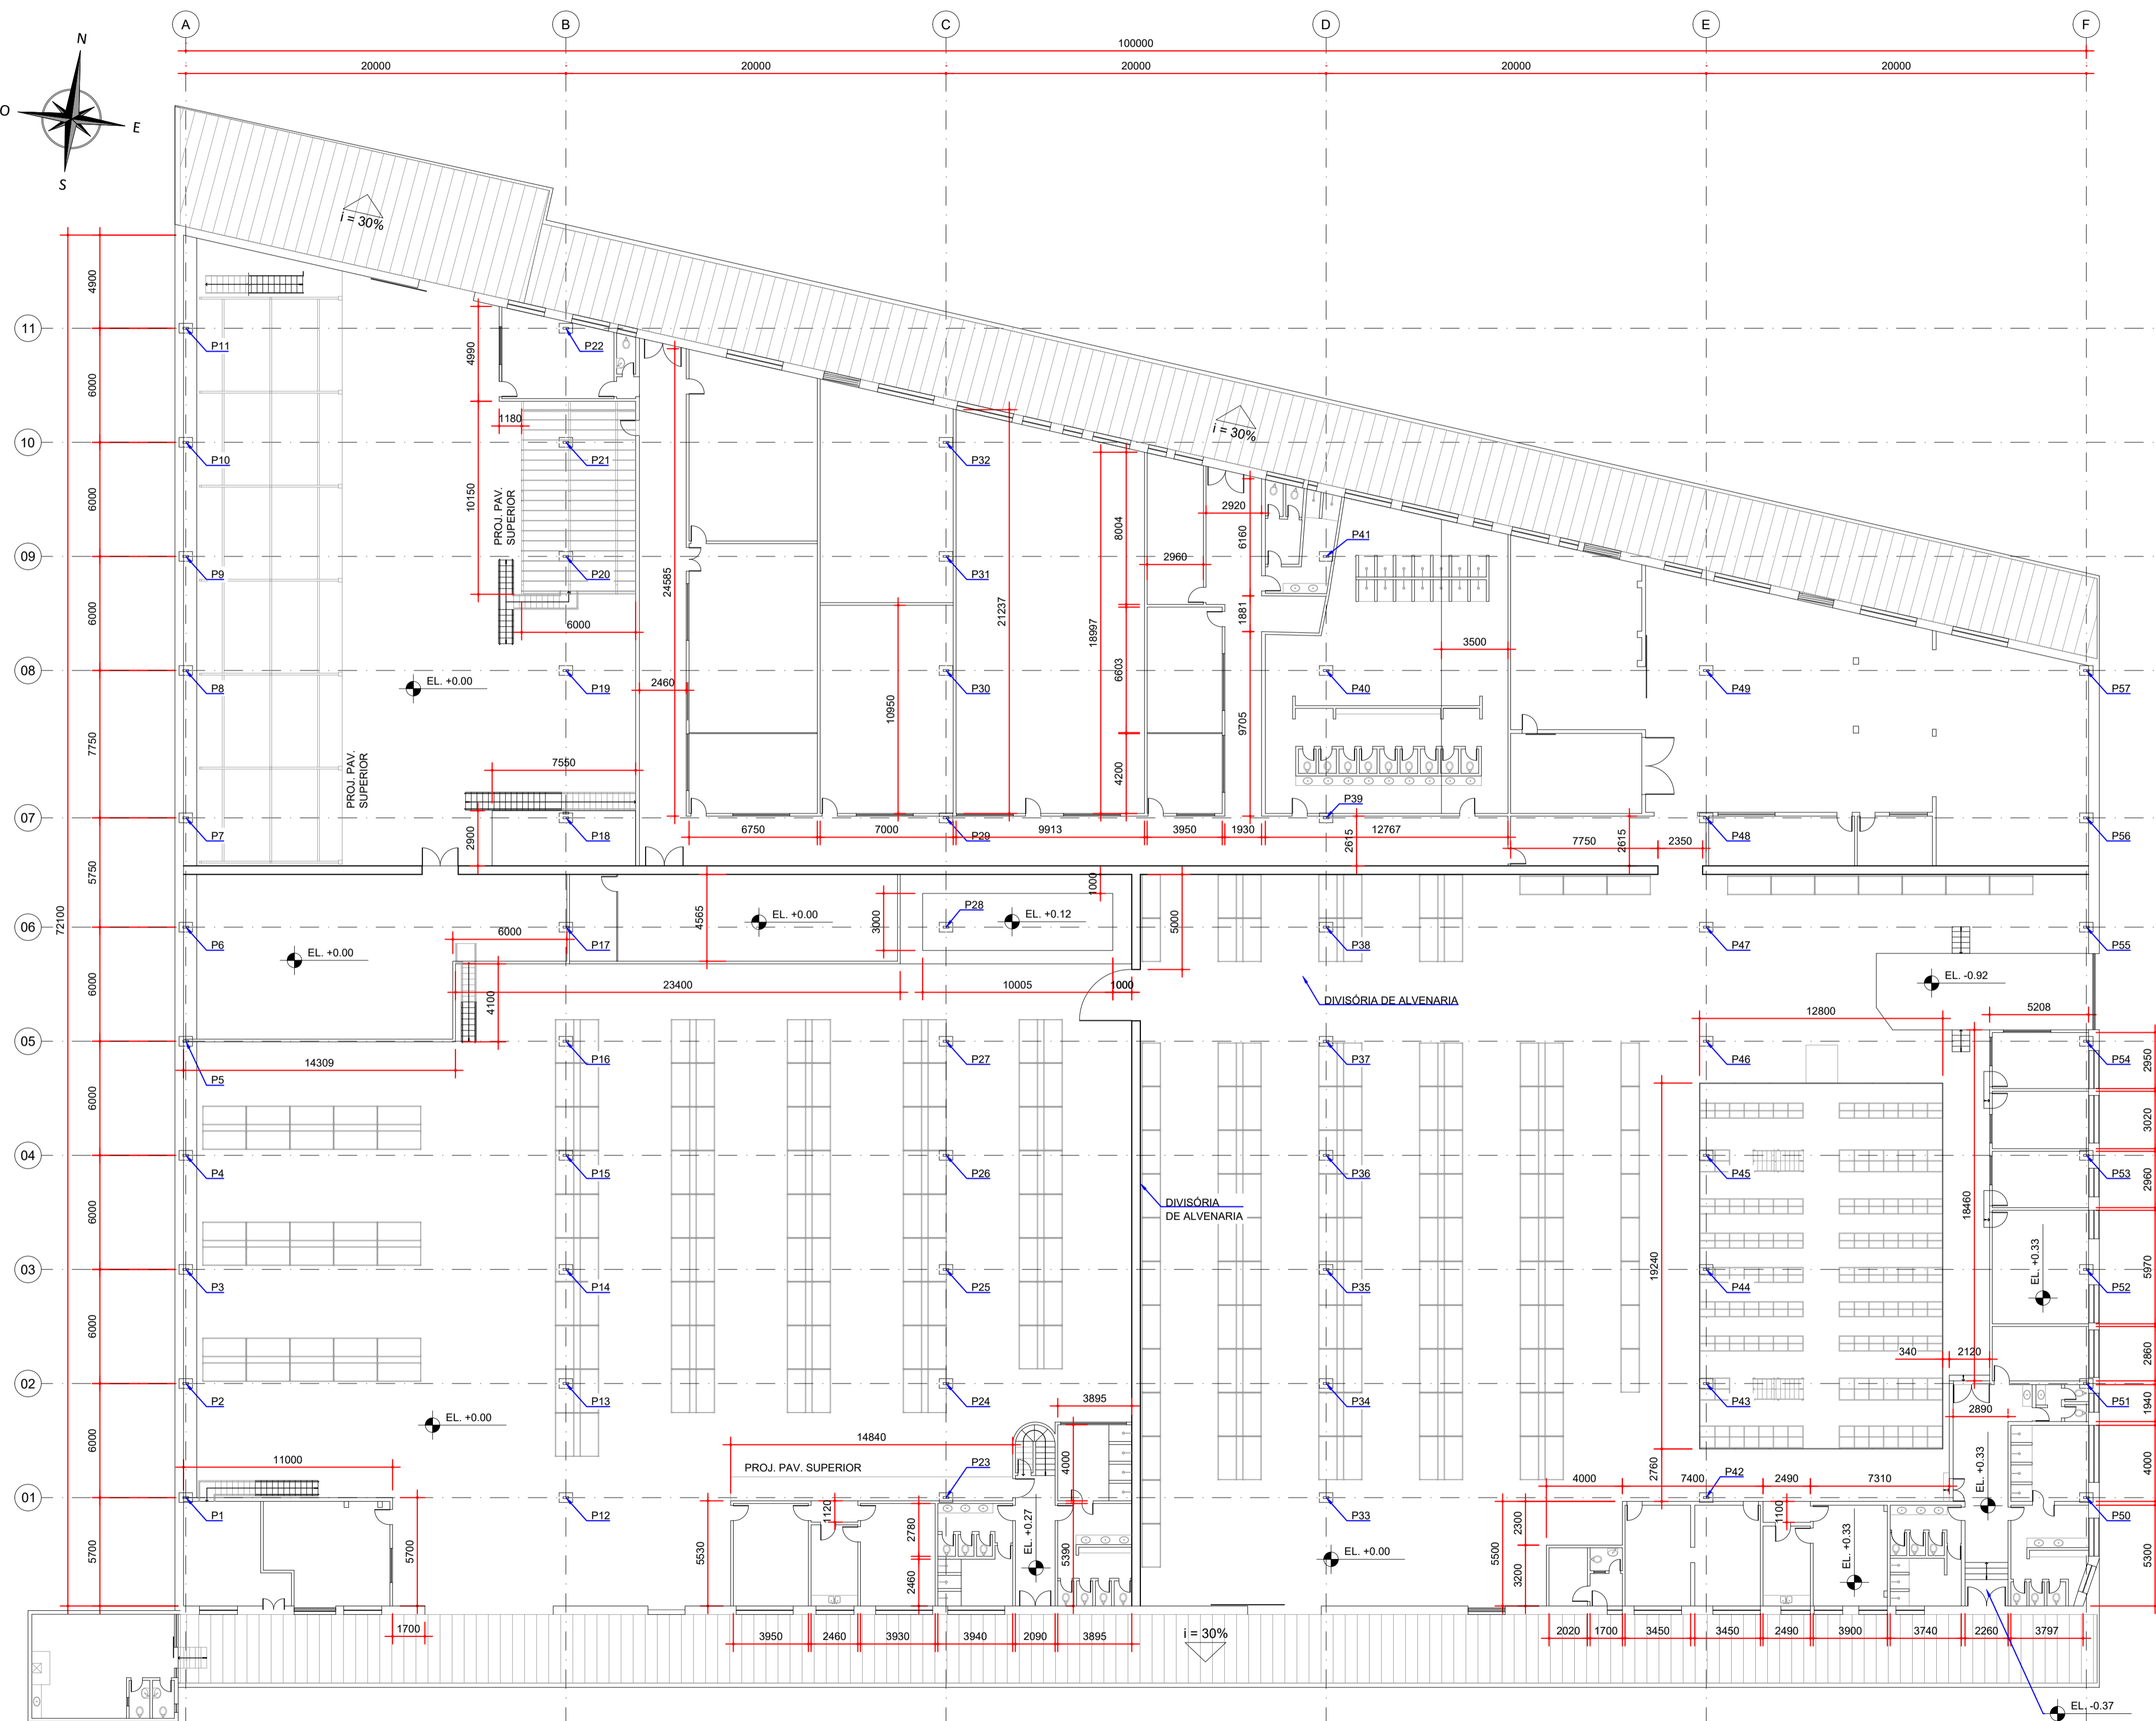 A
B
C
D
E
F
100000
20000
20000
20000
20000
20000
N
O
E
S
i = 30%
4900
11
P11
P22
4990
6000
1180
i = 30%
10
P10
P21
P32
PROJ. PAV.
SUPERIOR
10150
6000
2920
8004
6160
09
P9
P20
P31
P41
2960
24585
21237
18997
6000
1881
6000
3500
08
P8
P19
P30
P40
P49
P57
EL. +0.00
2460
6603
10950
9705
7750
PROJ. PAV.
SUPERIOR
7550
4200
P39
07
P7
P18
P29
P48
P56
2900
6750
7000
9913
3950
1930
12767
2615
7750
2615
2350
5750
72100
1000
4565
3000
5000
P28
EL. +0.00
EL. +0.12
06
P6
P17
P38
P47
P55
6000
EL. +0.00
EL. -0.92
6000
4100
23400
10005
1000
DIVISÓRIA DE ALVENARIA
12800
5208
05
P16
P27
P37
P46
P54
14309
P5
2950
6000
3020
04
P4
P15
P26
P36
P45
P53
2960
DIVISÓRIA
DE ALVENARIA
18460
6000
19240
EL. +0.33
5970
03
P3
P14
P25
P35
P44
P52
6000
340
2120
2860
02
P2
P13
P24
P34
P43
P51
3895
1940
2890
EL. +0.00
14840
6000
4000
4000
11000
PROJ. PAV. SUPERIOR
P23
2760
P42
4000
7400
2490
7310
EL. +0.33
01
P1
P12
P33
P50
1120
1100
2780
2300
5700
5700
5530
2460
5390
EL. +0.27
EL. +0.00
5500
3200
EL. +0.33
5300
1700
3950
2460
3930
3940
2090
3895
i = 30%
2020
1700
3450
3450
2490
3900
3740
2260
3797
EL. -0.37